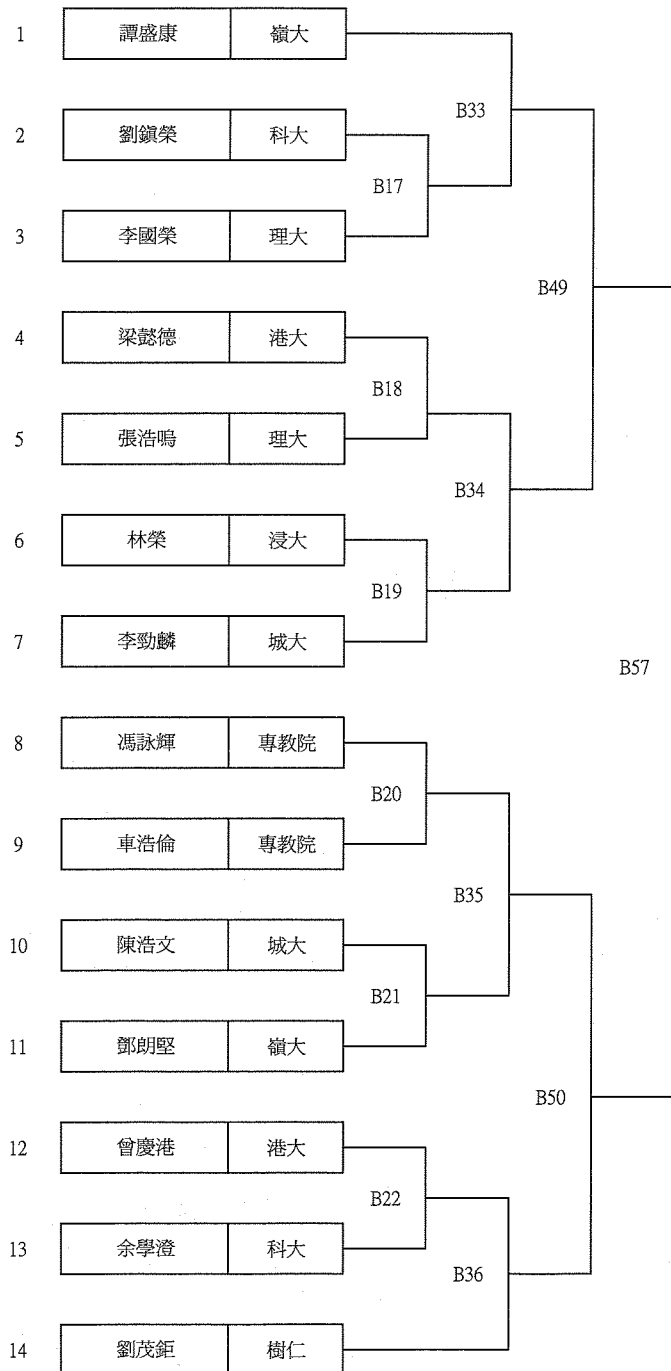 1 譚盛康 嶺大
B33
2 劉鎭榮 科大
B17
3 李國榮 理大
B49
4 梁懿德 港大
B18
5 張浩鳴 理大
B34
6 林榮 浸大
B19
7 李勁麟 城大
B57
8 馮詠輝 專教院
B20
9 車浩倫 專教院
B35
10 陳浩文 城大
B21
11 鄧朗堅 嶺大
B50
12 曾慶港 港大
B22
13 余學澄 科大
B36
14 劉茂鉅 樹仁